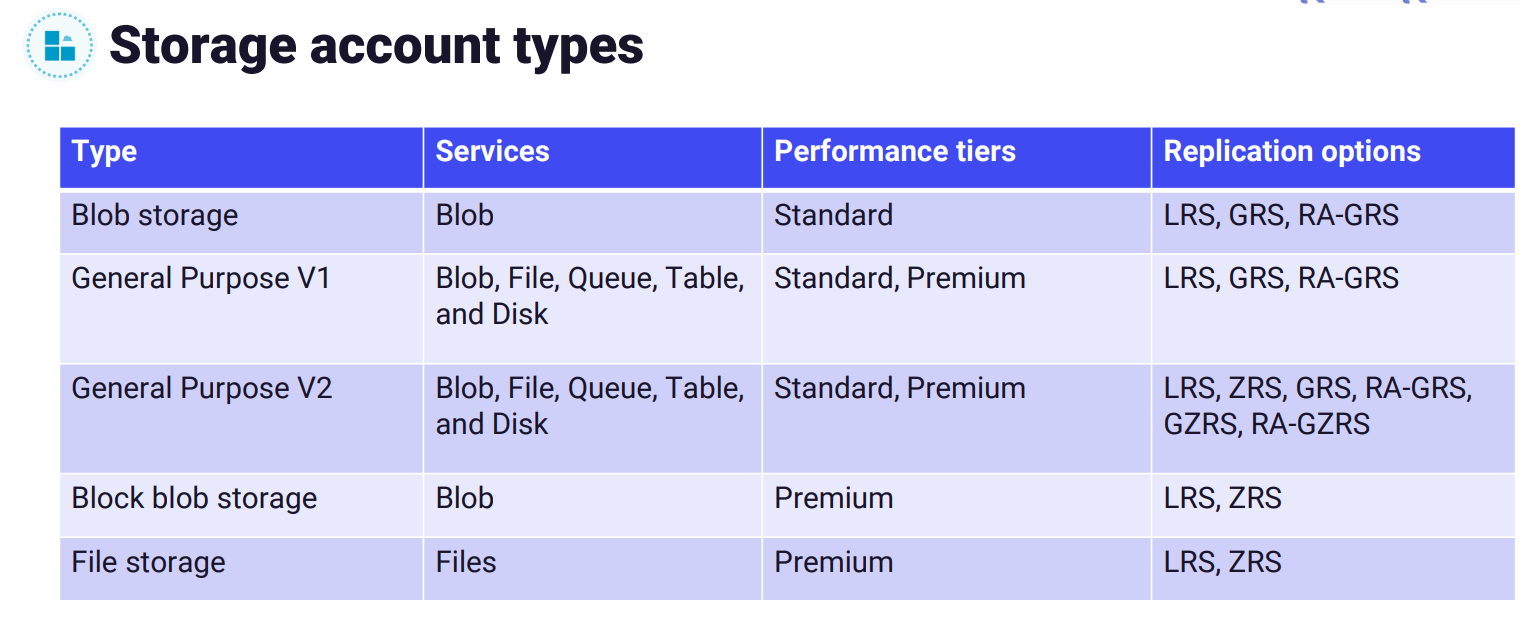 Storage account types
Type Services Performance tiers Replication options
Blob storage Blob Standard LRS, GRS, RA-GRS
General Purpose V1 Blob, File, Queue, Table, Standard, Premium LRS, GRS, RA-GRS
and Disk
General Purpose V2 Blob, File, Queue, Table, Standard, Premium LRS, ZRS, GRS, RA-GRS,
and Disk GZRS, RA-GZRS
Block blob storage Blob Premium LRS, ZRS
File storage Files Premium LRS, ZRS